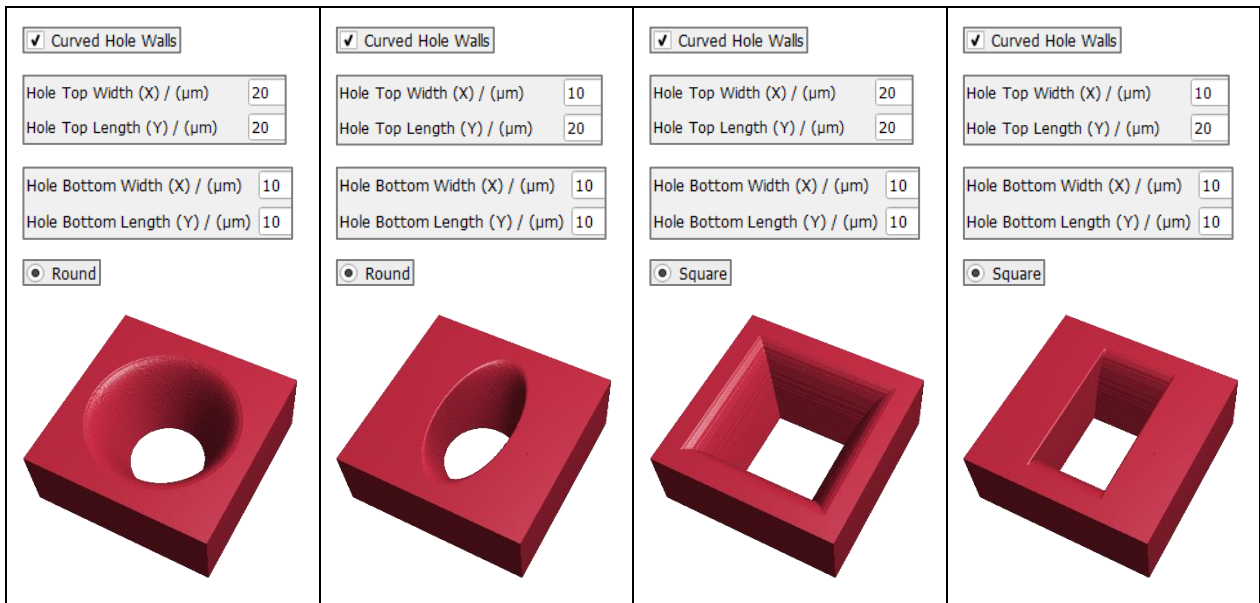 Curved Hole Walls
Hole Top Width (X) / (µm) 20
Hole Top Length (Y) / (µm) 20
Hole Bottom Width (X) / (µm) 10
Hole Bottom Length (Y) / (µm) 10
Round
Curved Hole Walls
Hole Top Width (X) / (µm) 10
Hole Top Length (Y) / (µm) 20
Hole Bottom Width (X) / (µm) 10
Hole Bottom Length (Y) / (µm) 10
Round
Curved Hole Walls
Hole Top Width (X) / (µm) 20
Hole Top Length (Y) / (µm) 20
Hole Bottom Width (X) / (µm) 10
Hole Bottom Length (Y) / (µm) 10
Square
Curved Hole Walls
Hole Top Width (X) / (µm) 10
Hole Top Length (Y) / (µm) 20
Hole Bottom Width (X) / (µm) 10
Hole Bottom Length (Y) / (µm) 10
Square